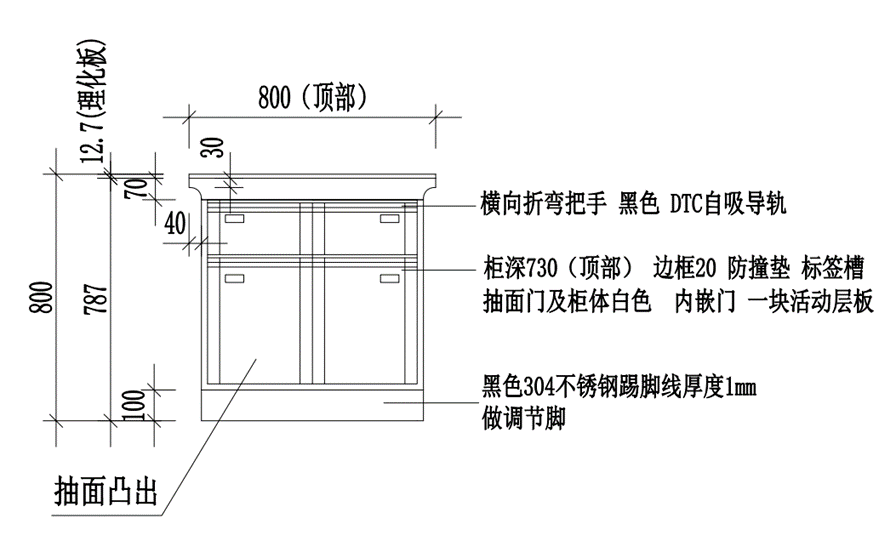 12.7(理化板)
800（顶部）
30
70
40
横向折弯把手 黑色 DTC自吸导轨
柜深730（顶部） 边框20 防撞垫 标签槽
抽面门及柜体白色 内嵌门 一块活动层板
800
787
100
黑色304不锈钢踢脚线厚度1mm
做调节脚
抽面凸出